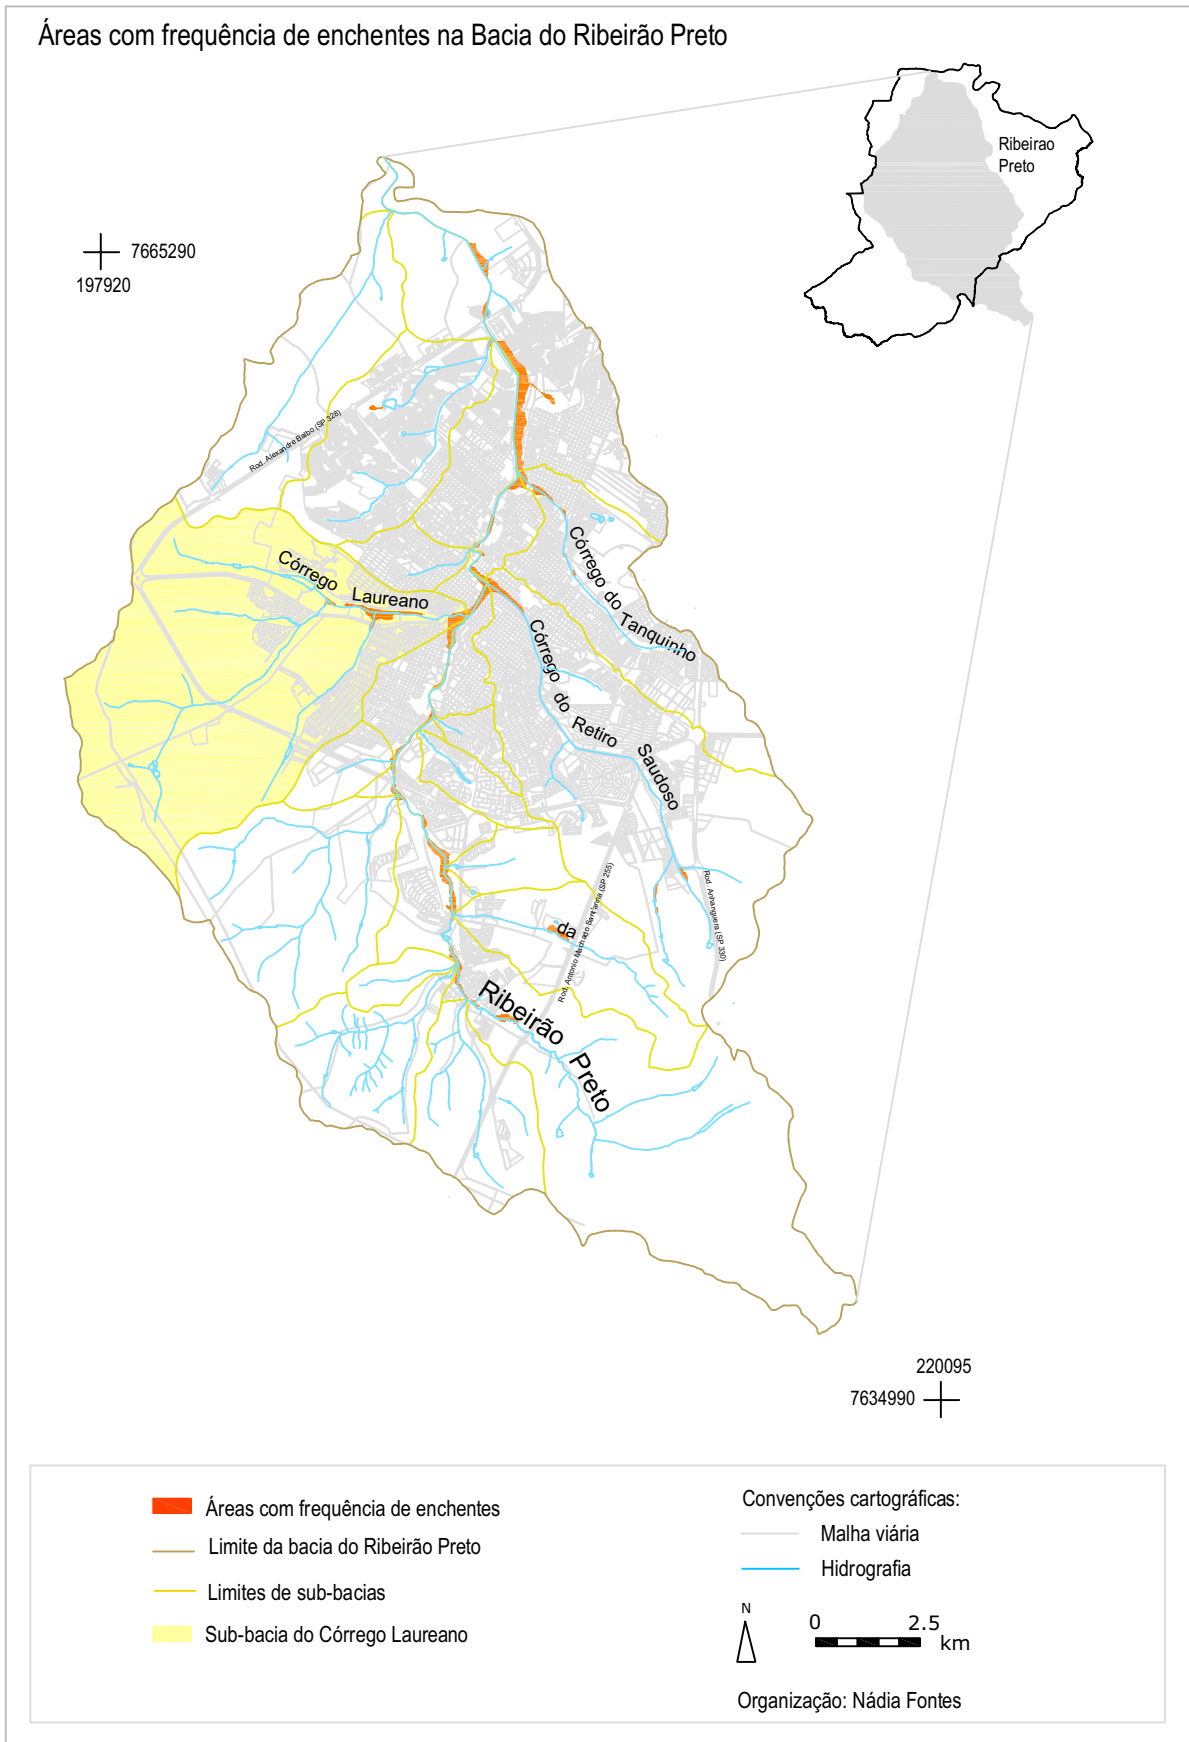 Áreas com frequência de enchentes na Bacia do Ribeirão Preto
Ribeirao
Preto
7665290
197920
Rod. Alexandre Balbo (SP 328)
Córrego Laureano
Córrego do Tanquinho
Córrego do Retiro Saudoso
Rod. Antonio Machado Sant'anna (SP 255)
Rod. Anhanguera (SP 330)
da
Ribeirão Preto
220095
7634990
Áreas com frequência de enchentes
Limite da bacia do Ribeirão Preto
Limites de sub-bacias
Sub-bacia do Córrego Laureano
Convenções cartográficas:
Malha viária
Hidrografia
N
0 2.5
km
Organização: Nádia Fontes